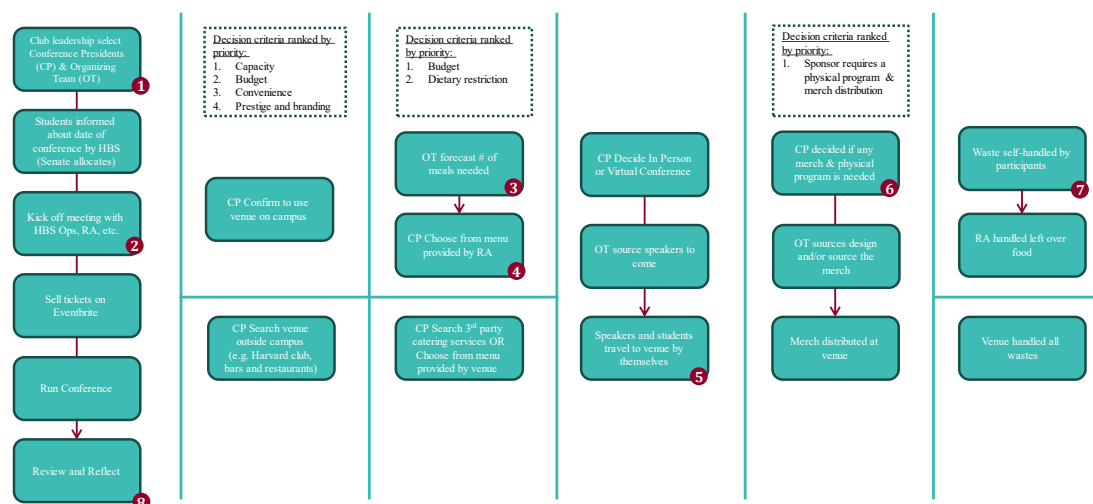 Club leadership select
Conference Presidents
(CP) & Organizing
Team (OT)
1
Students informed
about date of
conference by HBS
(Senate allocates)
Kick off meeting with
HBS Ops, RA, etc.
2
Sell tickets on
Eventbrite
Run Conference
Review and Reflect
8
Decision criteria ranked by
priority:
1. Capacity
2. Budget
3. Convenience
4. Prestige and branding
CP Confirm to use
venue on campus
CP Search venue
outside campus
(e.g. Harvard club,
bars and restaurants)
Decision criteria ranked by
priority:
1. Budget
2. Dietary restriction
OT forecast # of
meals needed
3
CP Choose from menu
provided by RA
4
CP Search 3rd party
catering services OR
Choose from menu
provided by venue
CP Decide In Person
or Virtual Conference
OT source speakers to
come
Speakers and students
travel to venue by
themselves
5
Decision criteria ranked
by priority:
1. Sponsor requires a
physical program &
merch distribution
CP decided if any
merch & physical
program is needed
6
OT sources design
and/or source the
merch
Merch distributed at
venue
Waste self-handled by
participants
7
RA handled left over
food
Venue handled all
wastes